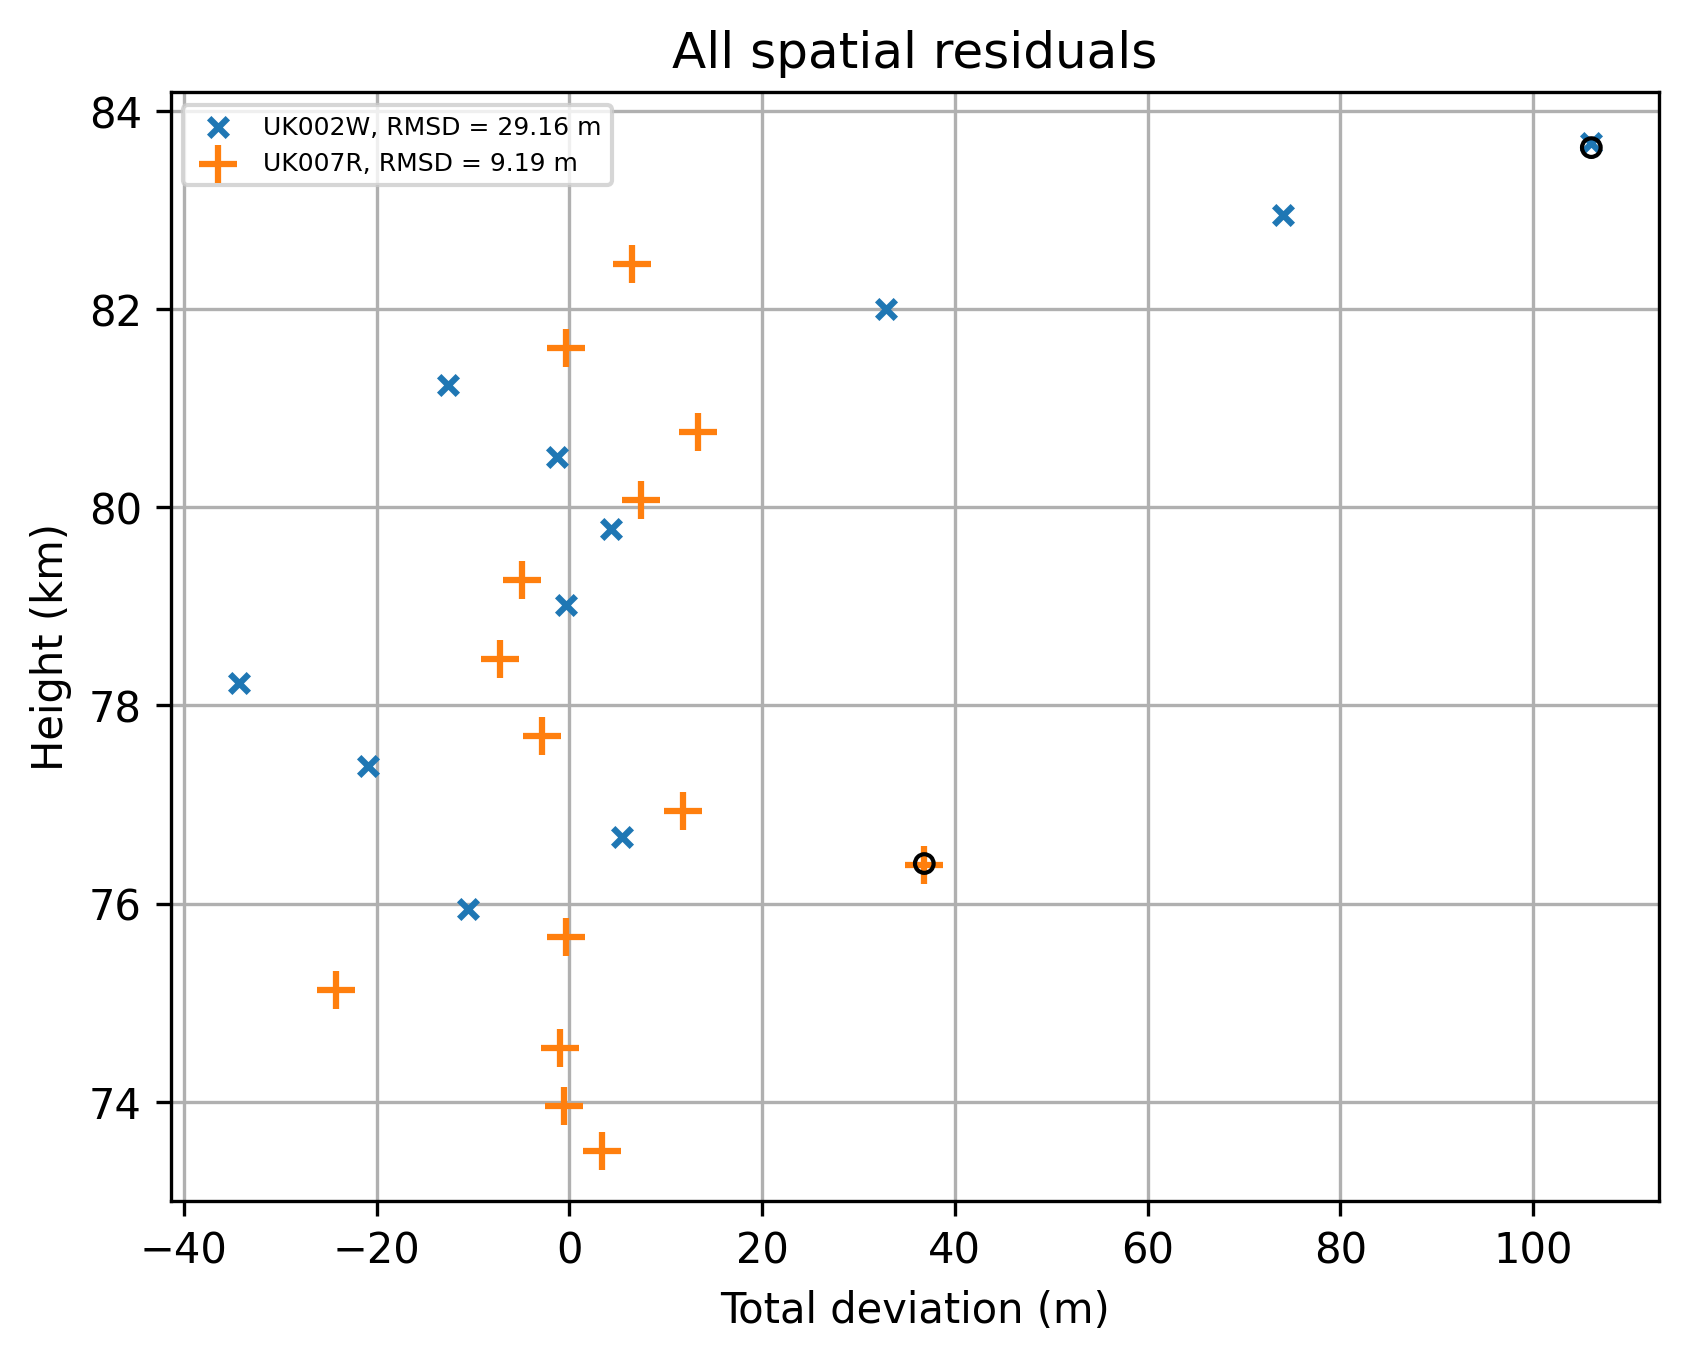 All spatial residuals
UK002W, RMSD = 29.16 m
UK007R, RMSD = 9.19 m
84
82
80
78
76
74
Height (km)
−40 −20 0 20 40 60 80 100
Total deviation (m)